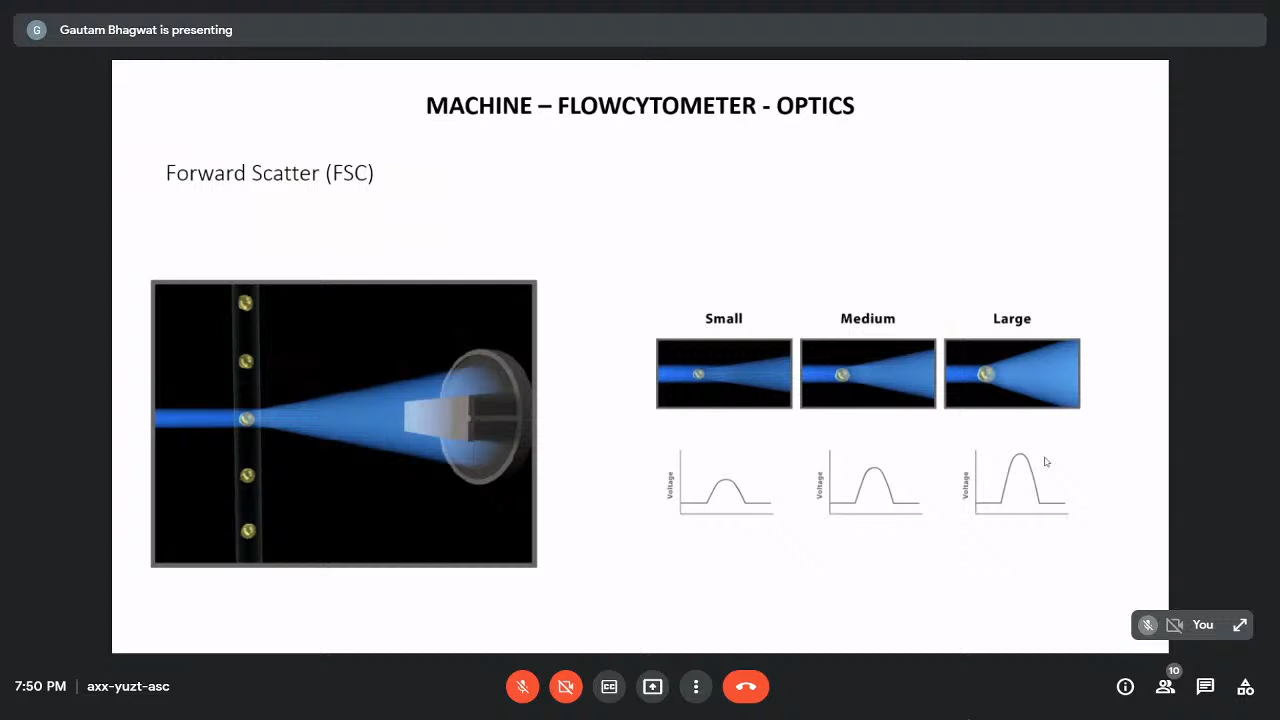 G Gautam Bhagwat is presenting
MACHINE – FLOWCYTOMETER - OPTICS
Forward Scatter (FSC)
Small Medium Large
Voltage Voltage Voltage
You
10
7:50 PM | axx-yuzt-asc
CC